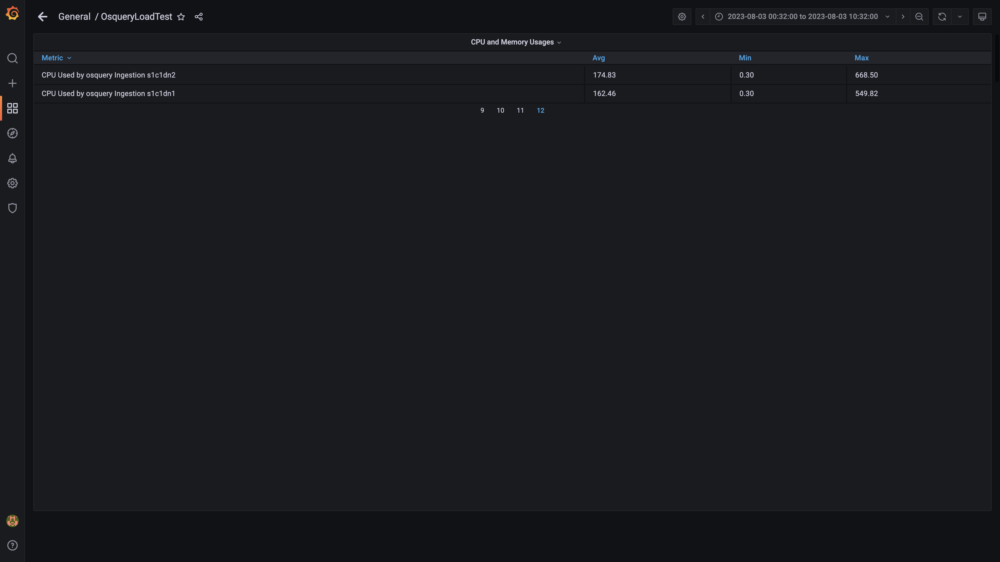 General / OsqueryLoadTest
2023-08-03 00:32:00 to 2023-08-03 10:32:00
CPU and Memory Usages
Metric Avg Min Max
CPU Used by osquery Ingestion s1c1dn2 174.83 0.30 668.50
CPU Used by osquery Ingestion s1c1dn1 162.46 0.30 549.82
9 10 11 12